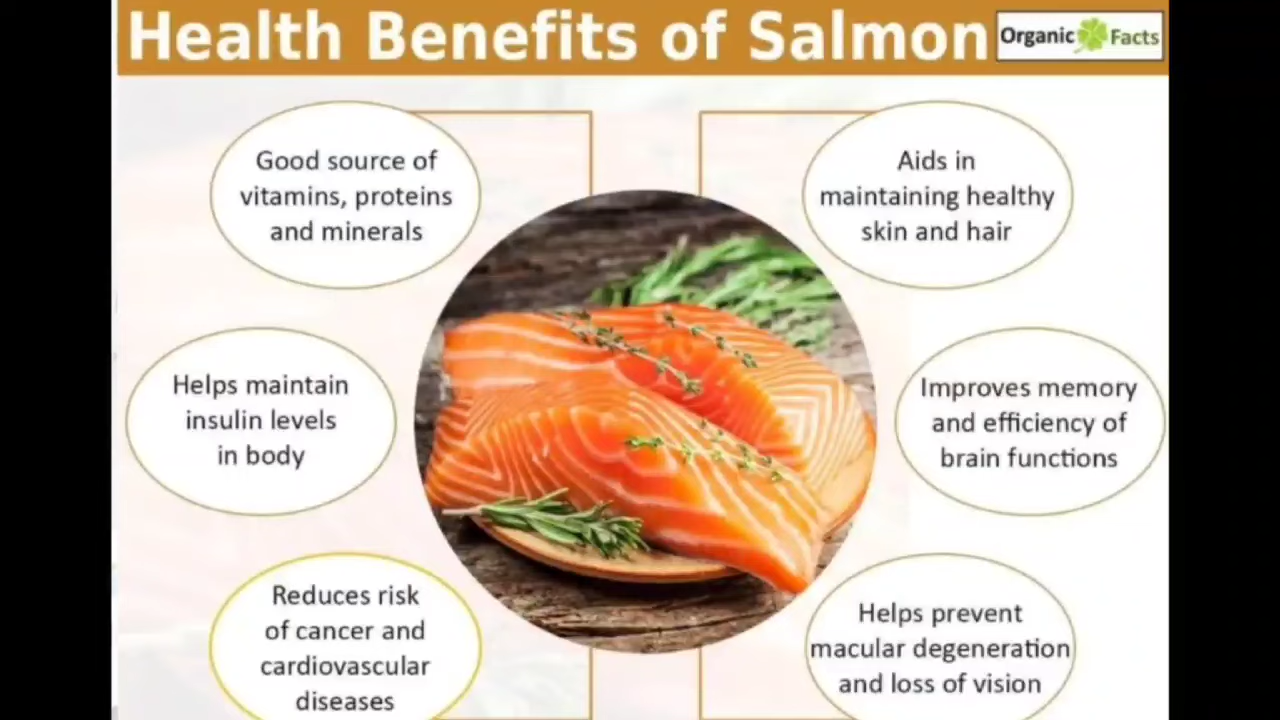 Health Benefits of Salmon
Organic Facts
Good source of
vitamins, proteins
and minerals
Aids in
maintaining healthy
skin and hair
Helps maintain
insulin levels
in body
Improves memory
and efficiency of
brain functions
Reduces risk
of cancer and
cardiovascular
diseases
Helps prevent
macular degeneration
and loss of vision